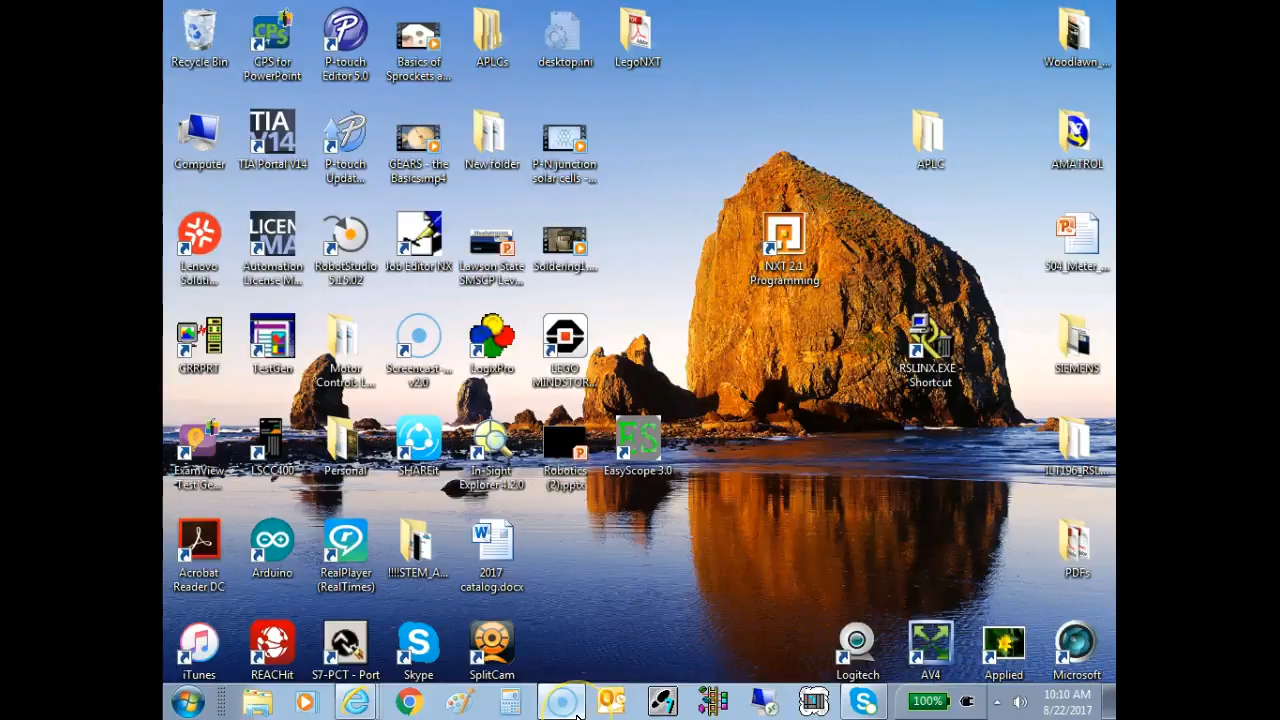 Recycle Bin
CPS for
PowerPoint
P-touch
Editor 5.0
Basics of
Sprockets a...
APLCs
desktop.ini
LegoNXT
Woodlawn_...
Computer
TIA
V14
TIA Portal V14
P-touch
Updat...
GEARS - the
Basics.mp4
New folder
P-N junction
solar cells -...
APLC
AMATROL
Lenovo
Soluti...
LICEN
MA
Automation
License M...
RobotStudio
5.15.02
Job Editor NX
Lawson State
SMSCP Lev...
Soldering1....
NXT 2.1
Programming
504_Meter_...
CRRPRT
TestGen
Motor
Controls L...
Screencast-...
v2.0
LogixPro
LEGO
MINDSTOR...
RSLINX.EXE -
Shortcut
SIEMENS
ExamView
Test Ge...
LSCC400
Personal
SHAREit
In-Sight
Explorer 4.2.0
Robotics
(2).pptx
ES
EasyScope 3.0
ILT196_RSL...
Acrobat
Reader DC
Arduino
RealPlayer
(RealTimes)
!!!!STEM_A...
2017
catalog.docx
PDFs
iTunes
REACHit
S7-PCT - Port
Skype
SplitCam
Logitech
AV4
Applied
Microsoft
100%
10:10 AM
8/22/2017